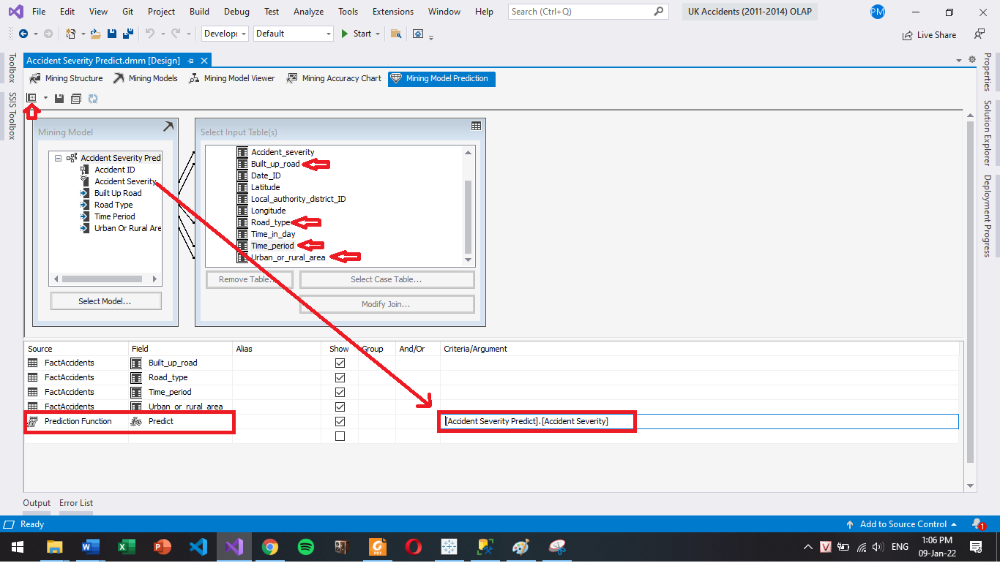 File Edit View Git Project Build Debug Test Analyze Tools Extensions Window Help Search (Ctrl+Q) UK Accidents (2011-2014) OLAP PM
Develop Default Start Live Share
Toolbox
SSIS Toolbox
Accident Severity Predict.dmm [Design]
Mining Structure Mining Models Mining Model Viewer Mining Accuracy Chart Mining Model Prediction
Mining Model
Accident Severity Pred
Accident ID
Accident Severity
Built Up Road
Road Type
Time Period
Urban Or Rural Are
Select Model...
Select Input Table(s)
Accident_severity
Built_up_road
Date_ID
Latitude
Local_authority_district_ID
Longitude
Road_type
Time_in_day
Time_period
Urban_or_rural_area
Remove Table... Select Case Table...
Modify Join...
Properties
Solution Explorer
Deployment Progress
Source Field Alias Show Group And/Or Criteria/Argument
FactAccidents Built_up_road
FactAccidents Road_type
FactAccidents Time_period
FactAccidents Urban_or_rural_area
Prediction Function Predict [Accident Severity Predict].[Accident Severity]
Output Error List
Ready Add to Source Control 1
ENG 1:06 PM
09-Jan-22